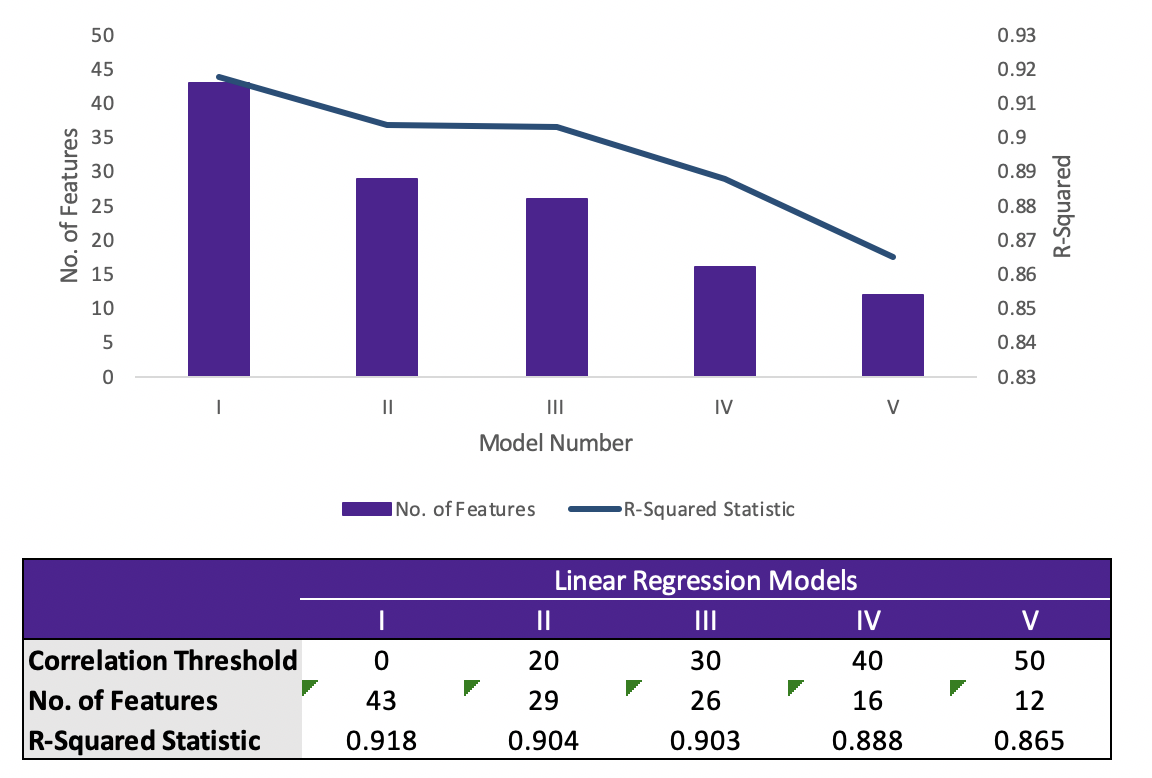 50 0.93
45 0.92
40 0.91
35 0.9
30 0.89
25 0.88
20 0.87
15 0.86
10 0.85
5 0.84
0 0.83
No. of Features
R-Squared
I II III IV V
Model Number
No. of Features R-Squared Statistic
Linear Regression Models
I II III IV V
Correlation Threshold 0 20 30 40 50
No. of Features 43 29 26 16 12
R-Squared Statistic 0.918 0.904 0.903 0.888 0.865